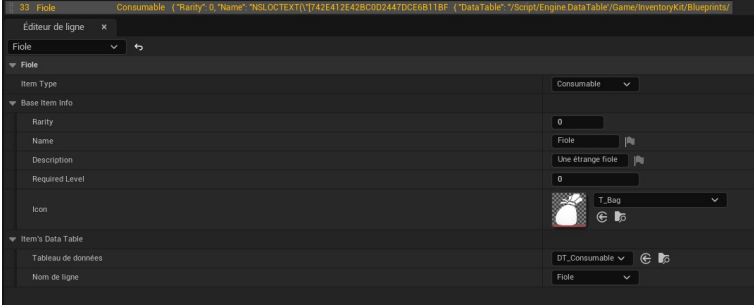 33 Fiole Consumable ( "Rarity": 0, "Name": "NSLOCTEXT(\"[742E412E42BC0D2447DCE6B11BF ( "DataTable": "/Script/Engine.DataTable'/Game/InventoryKit/Blueprints/
Éditeur de ligne ×
Fiole
Fiole
Item Type Consumable
Base Item Info
Rarity 0
Name Fiole
Description Une étrange fiole
Required Level 0
Icon T_Bag
Item's Data Table
Tableau de données DT_Consumable
Nom de ligne Fiole